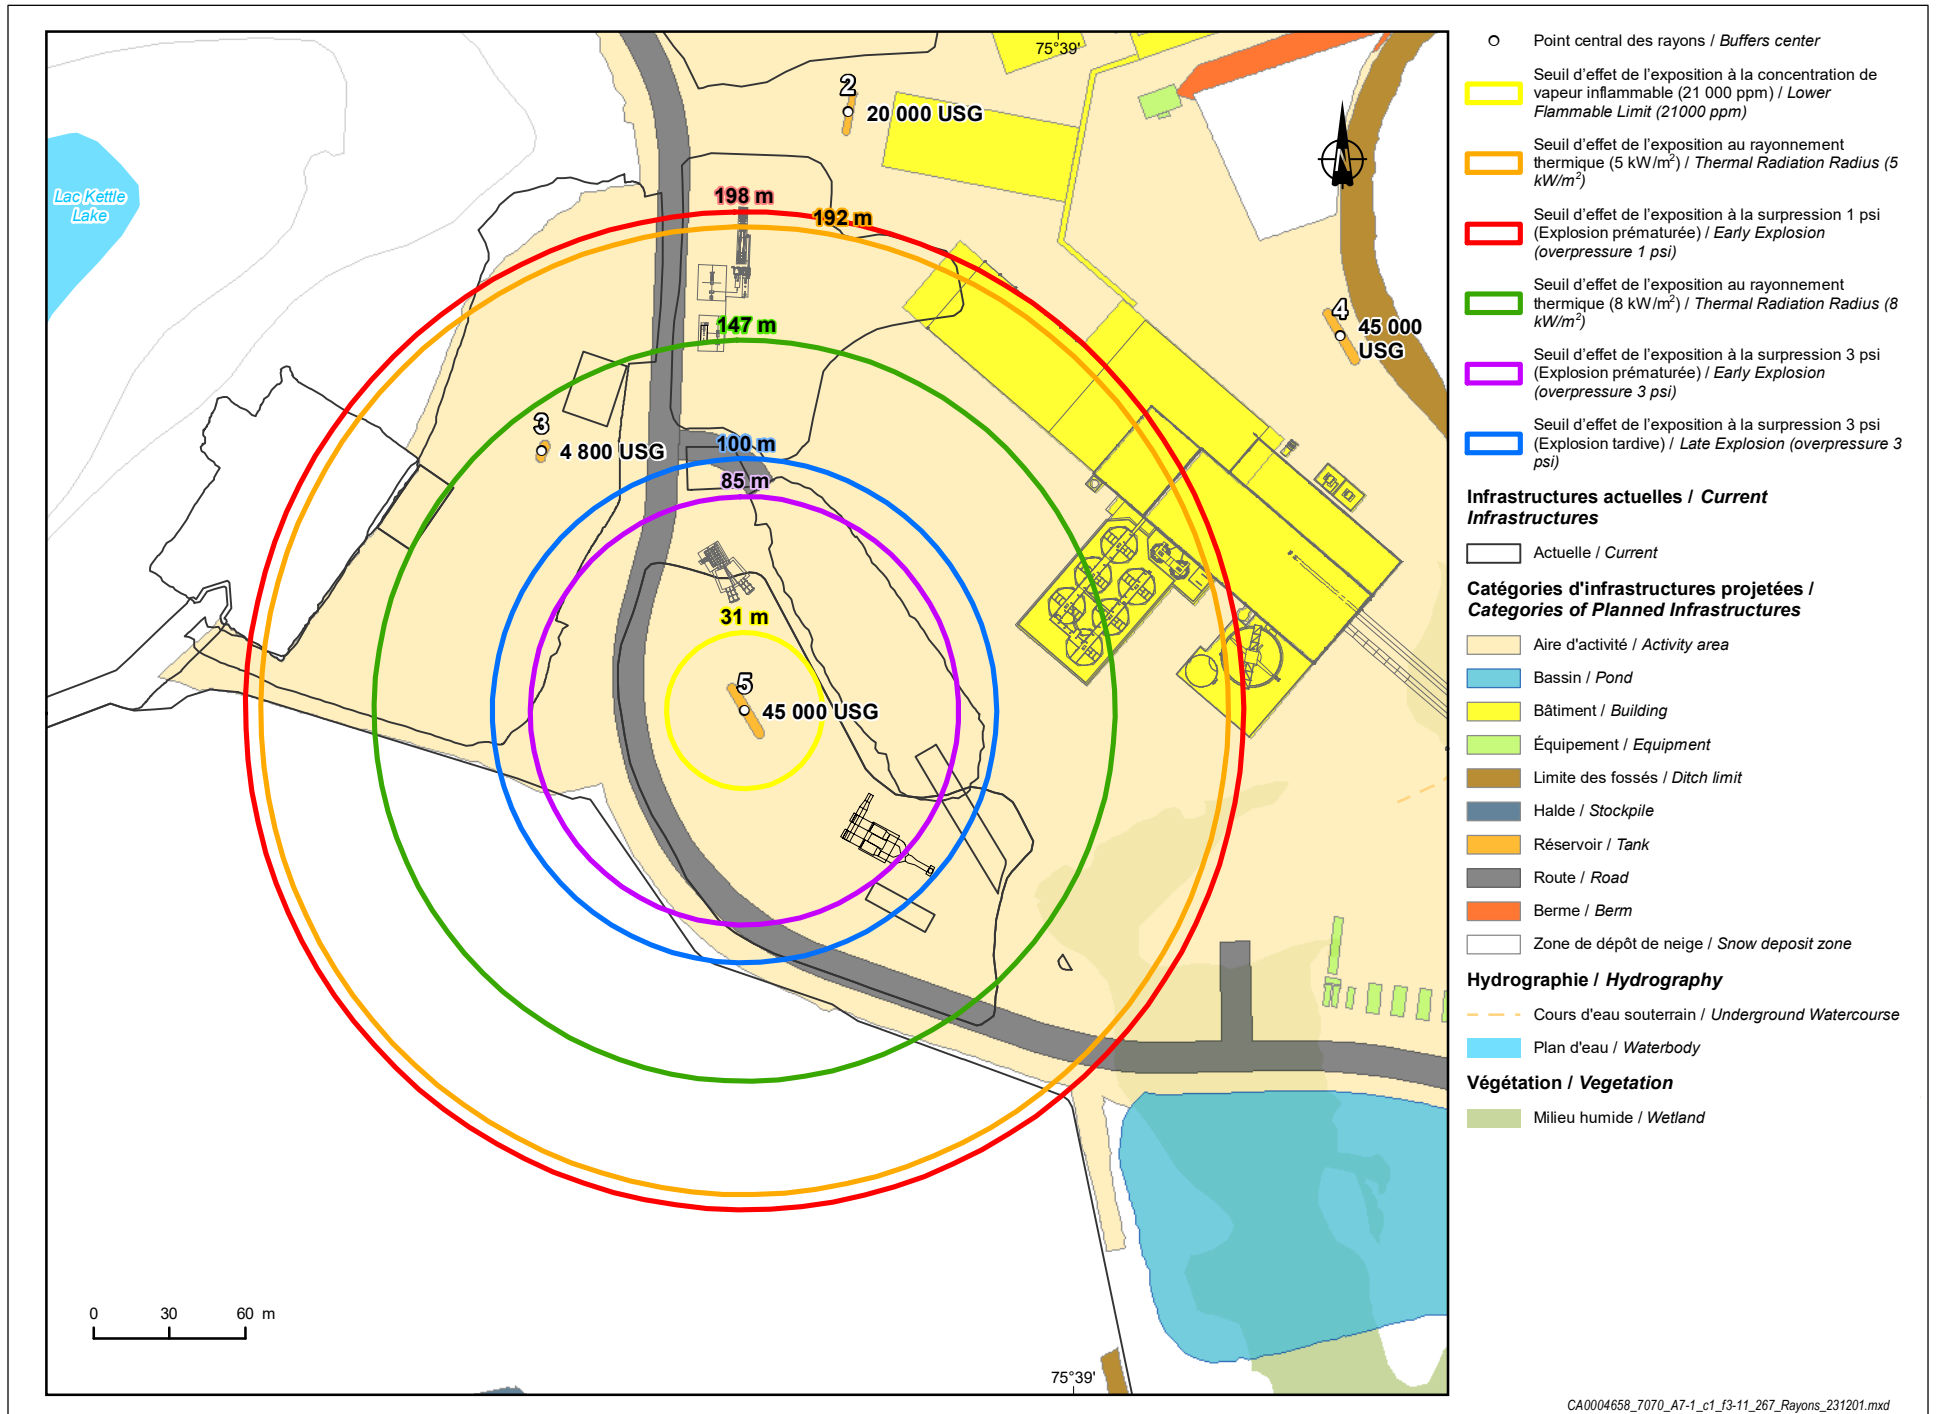 75°39'
2
20 000 USG
Lac Kettle
Lake
198 m
192 m
4
45 000
USG
147 m
3
4 800 USG
100 m
85 m
31 m
5
45 000 USG
N
0 30 60 m
75°39'
Point central des rayons / Buffers center
Seuil d'effet de l'exposition à la concentration de
vapeur inflammable (21 000 ppm) / Lower
Flammable Limit (21000 ppm)
Seuil d'effet de l'exposition au rayonnement
thermique (5 kW/m²) / Thermal Radiation Radius (5
kW/m²)
Seuil d'effet de l'exposition à la surpression 1 psi
(Explosion prématurée) / Early Explosion
(overpressure 1 psi)
Seuil d'effet de l'exposition au rayonnement
thermique (8 kW/m²) / Thermal Radiation Radius (8
kW/m²)
Seuil d'effet de l'exposition à la surpression 3 psi
(Explosion prématurée) / Early Explosion
(overpressure 3 psi)
Seuil d'effet de l'exposition à la surpression 3 psi
(Explosion tardive) / Late Explosion (overpressure 3
psi)
Infrastructures actuelles / Current
Infrastructures
Actuelle / Current
Catégories d'infrastructures projetées /
Categories of Planned Infrastructures
Aire d'activité / Activity area
Bassin / Pond
Bâtiment / Building
Équipement / Equipment
Limite des fossés / Ditch limit
Halde / Stockpile
Réservoir / Tank
Route / Road
Berme / Berm
Zone de dépôt de neige / Snow deposit zone
Hydrographie / Hydrography
Cours d'eau souterrain / Underground Watercourse
Plan d'eau / Waterbody
Végétation / Vegetation
Milieu humide / Wetland
CA0004658_7070_A7-1_c1_f3-11_267_Rayons_231201.mxd